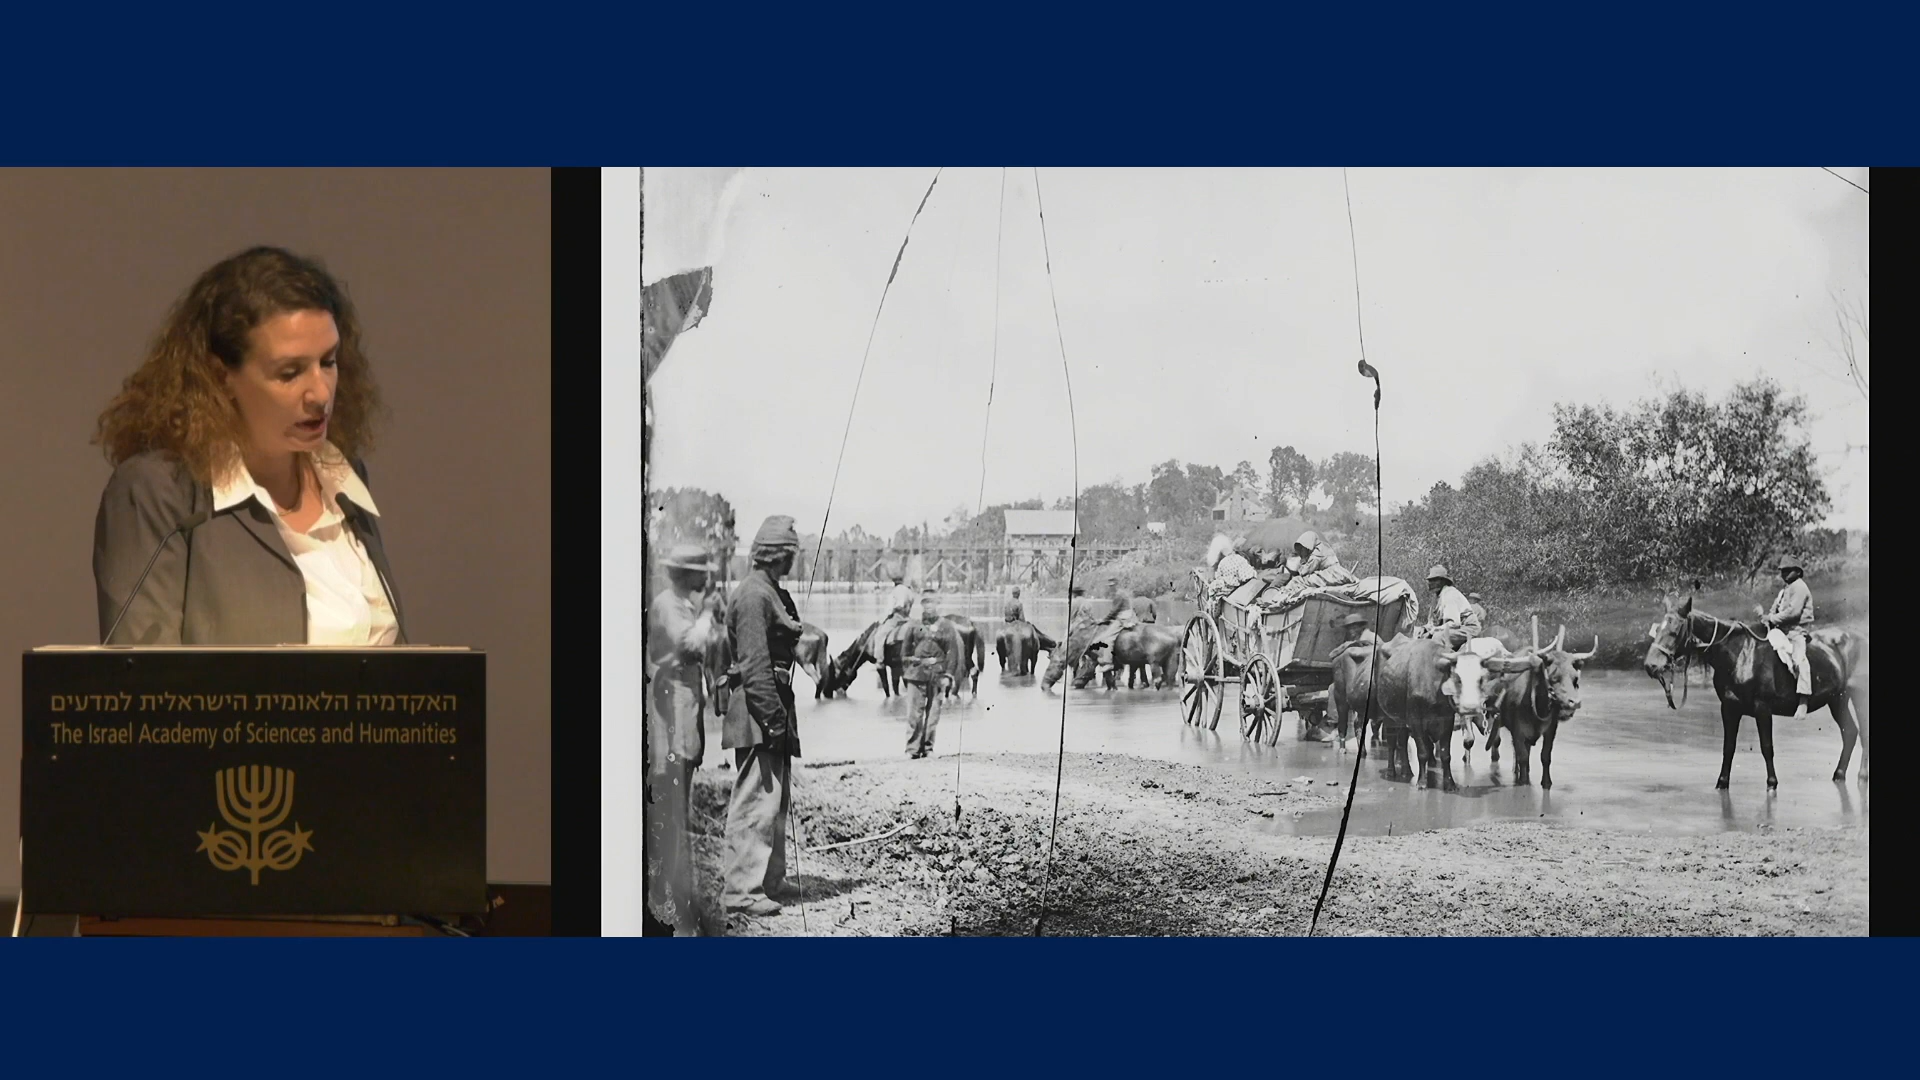 האקדמיה הלאומית הישראלית למדעים
The Israel Academy of Sciences and Humanities